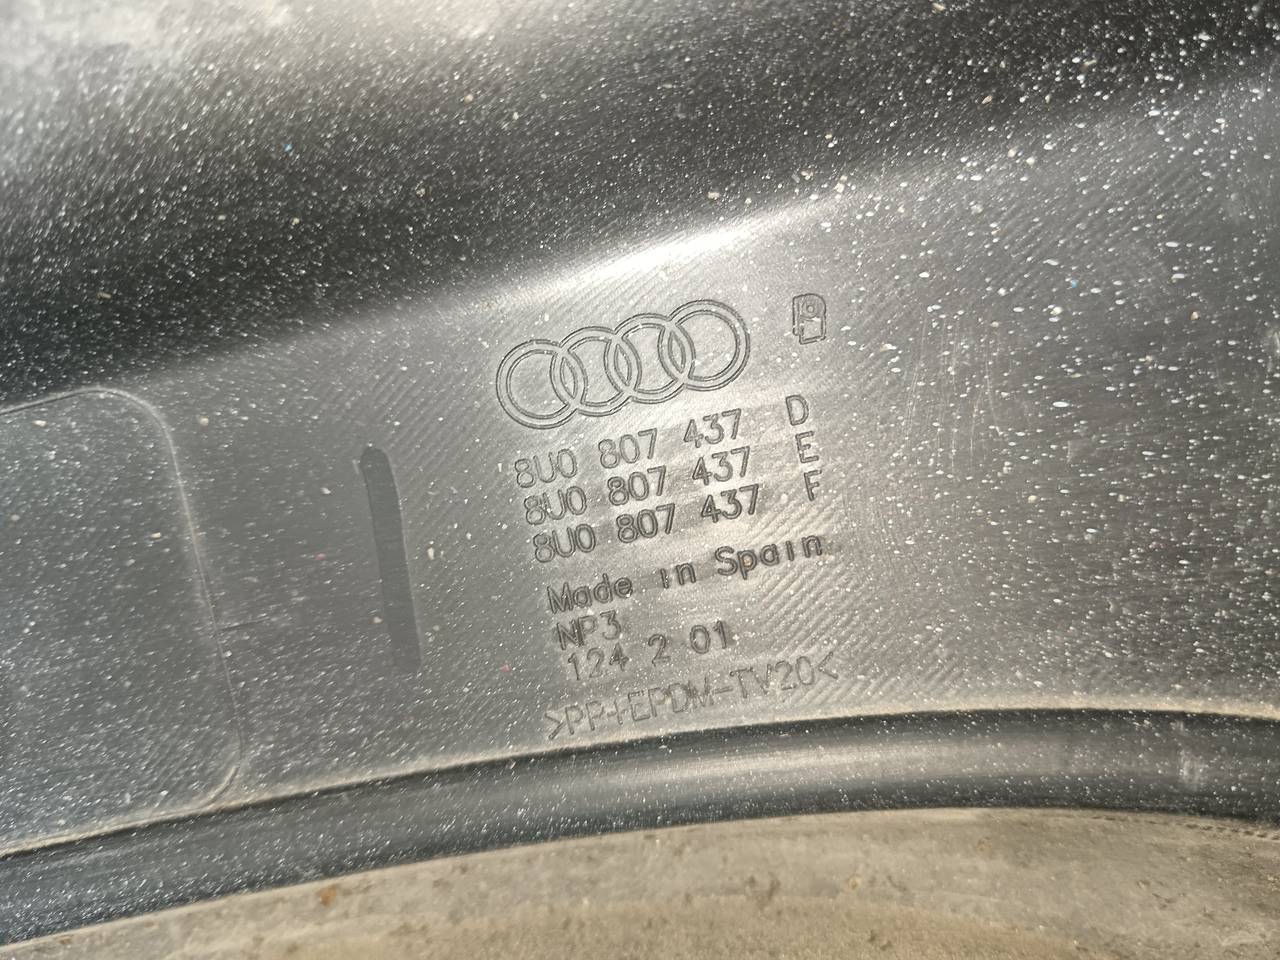 8U0 807 437 D
8U0 807 437 E
8U0 807 437 F
Made in Spain
NP3
124 2 01
>PP+EPDM-TV20<